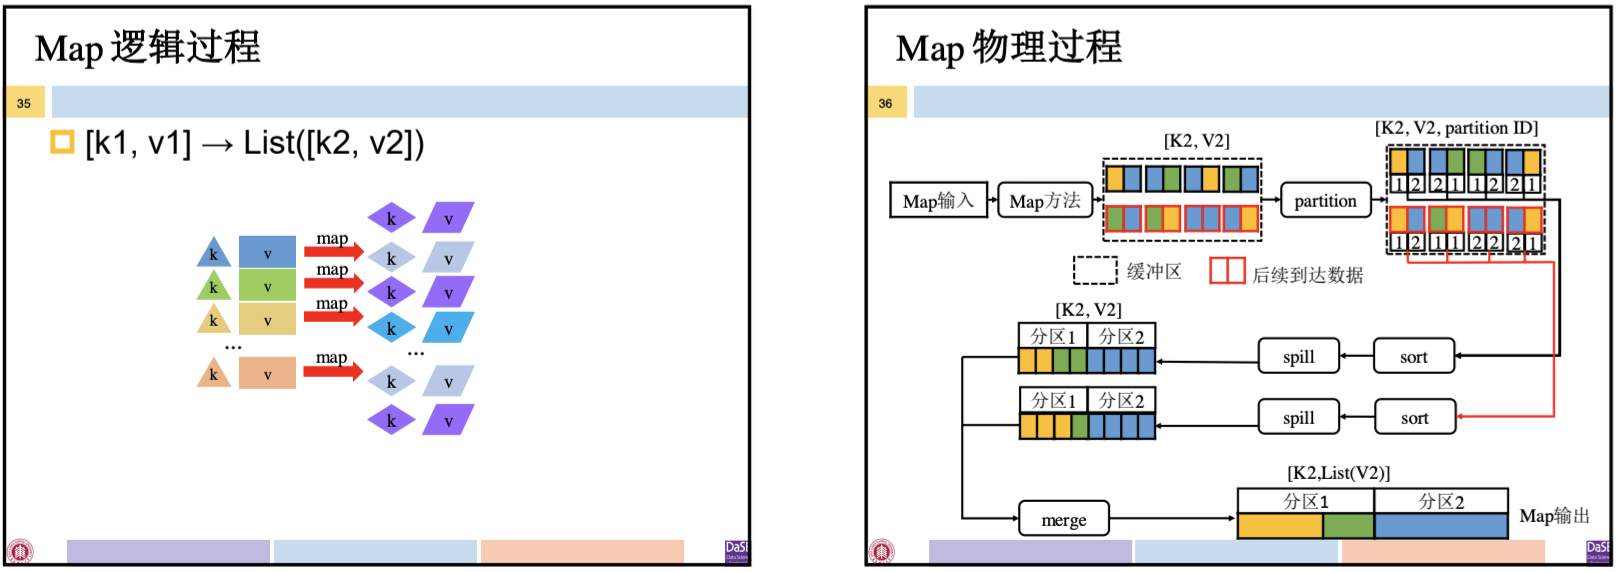 Map 逻辑过程
35
[k1, v1] → List([k2, v2])
k v
k v map k v
k v map k v
k v map k v
... ...
k v map k v
k v
Map 物理过程
36
[K2, V2, partition ID]
[K2, V2]
1 2 2 1 1 2 2 1
Map输入
Map方法
partition
1 2 1 1 2 2 2 1
缓冲区
后续到达数据
[K2, V2]
分区1 分区2
spill
sort
分区1 分区2
spill
sort
[K2,List(V2)]
分区1 分区2
merge
Map输出